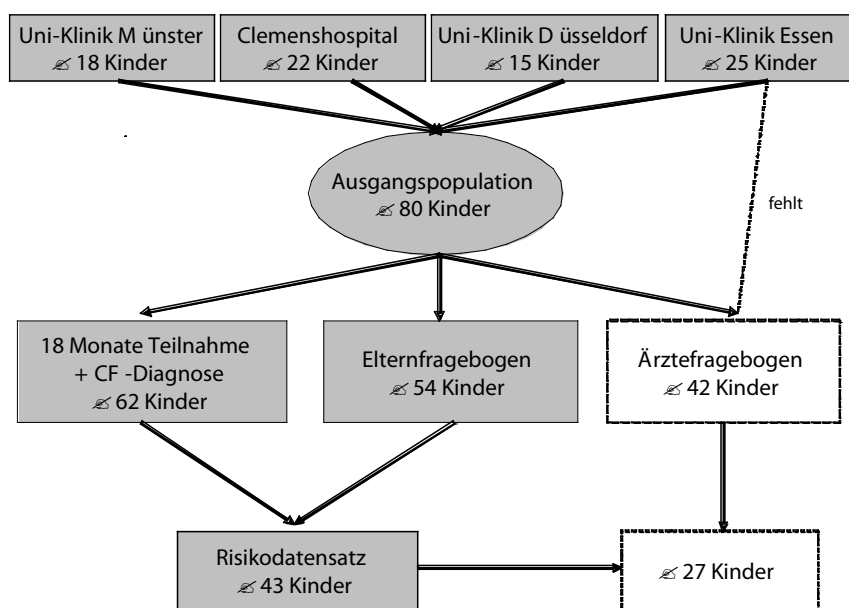 Uni-Klinik M ünster
✍ 18 Kinder
Clemenshospital
✍ 22 Kinder
Uni-Klinik D üsseldorf
✍ 15 Kinder
Uni-Klinik Essen
✍ 25 Kinder
Ausgangspopulation
✍ 80 Kinder
fehlt
18 Monate Teilnahme
+ CF -Diagnose
✍ 62 Kinder
Elternfragebogen
✍ 54 Kinder
Ärztefragebogen
✍ 42 Kinder
Risikodatensatz
✍ 43 Kinder
✍ 27 Kinder